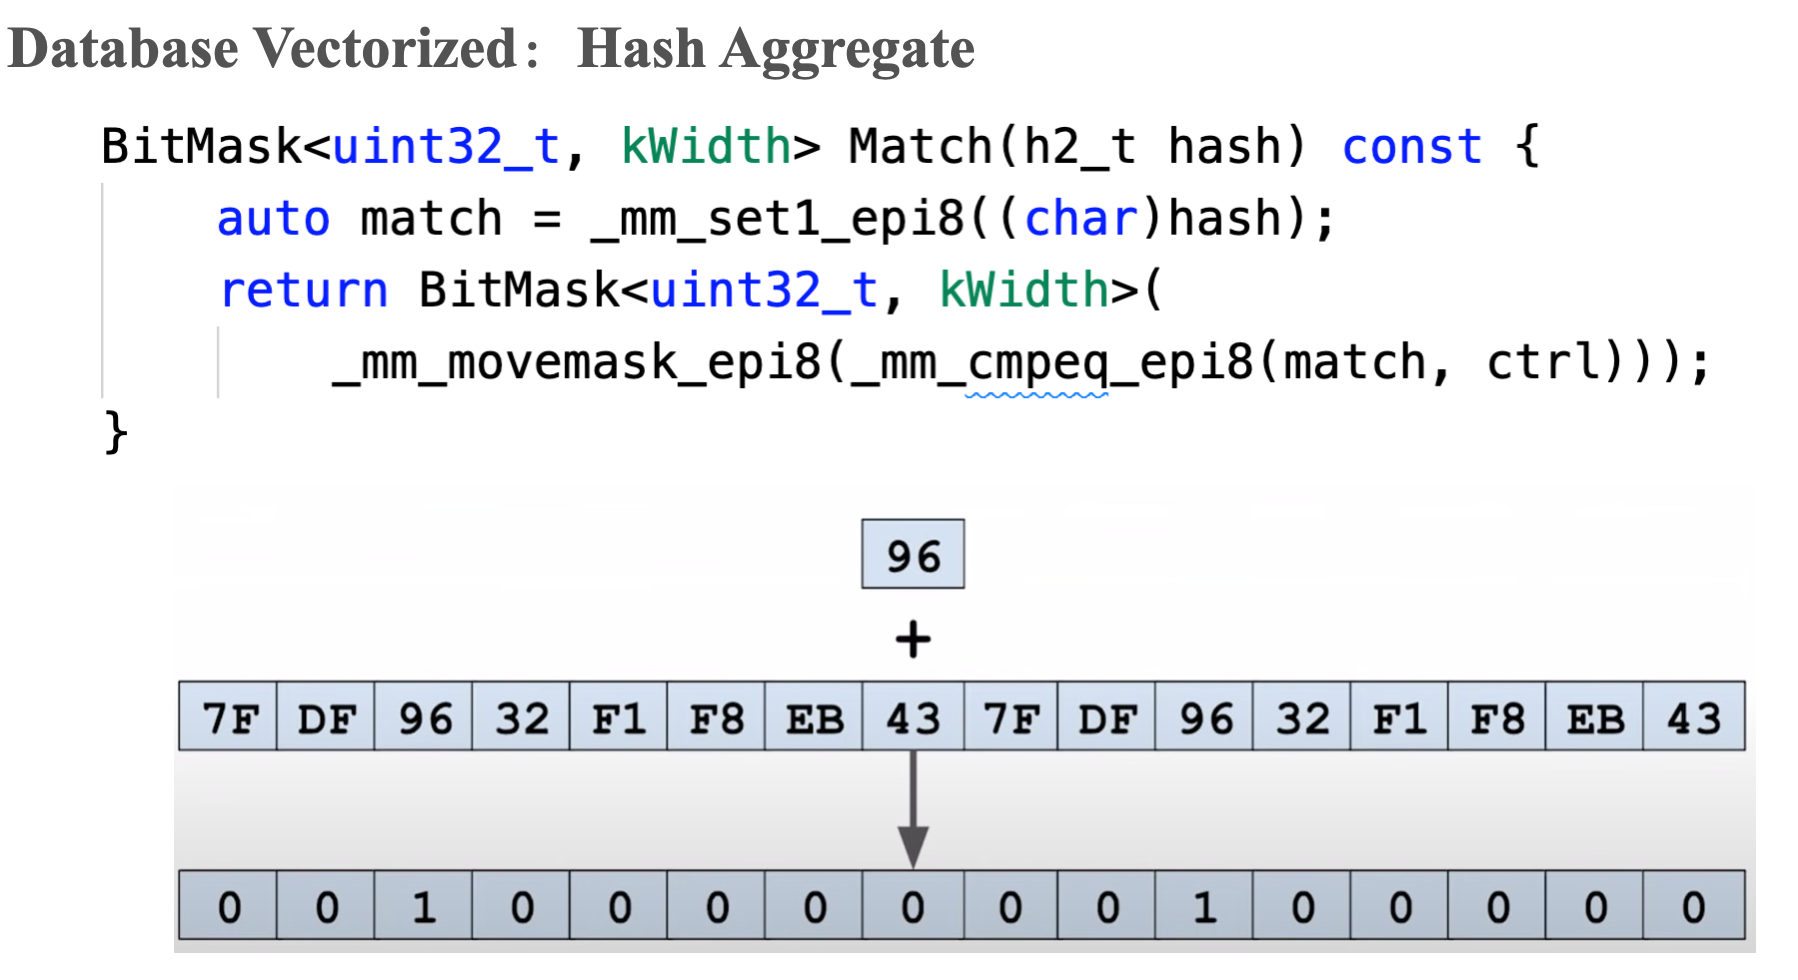 Database Vectorized：Hash Aggregate
BitMask<uint32_t, kWidth> Match(h2_t hash) const {
auto match = _mm_set1_epi8((char)hash);
return BitMask<uint32_t, kWidth>(
_mm_movemask_epi8(_mm_cmpeq_epi8(match, ctrl)));
}
96
+
7F DF 96 32 F1 F8 EB 43 7F DF 96 32 F1 F8 EB 43
0 0 1 0 0 0 0 0 0 0 1 0 0 0 0 0